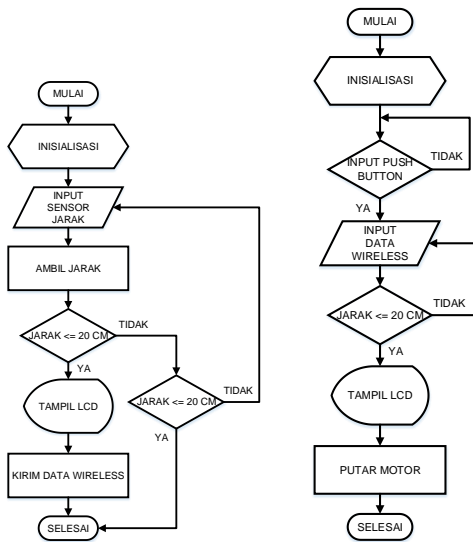 MULAI
INISIALISASI
INPUT
SENSOR
JARAK
AMBIL JARAK
JARAK <= 20 CM
TIDAK
YA
JARAK <= 20 CM
TIDAK
YA
TAMPIL LCD
KIRIM DATA WIRELESS
SELESAI
MULAI
INISIALISASI
INPUT PUSH
BUTTON
TIDAK
YA
INPUT
DATA
WIRELESS
JARAK <= 20 CM
TIDAK
YA
TAMPIL LCD
PUTAR MOTOR
SELESAI